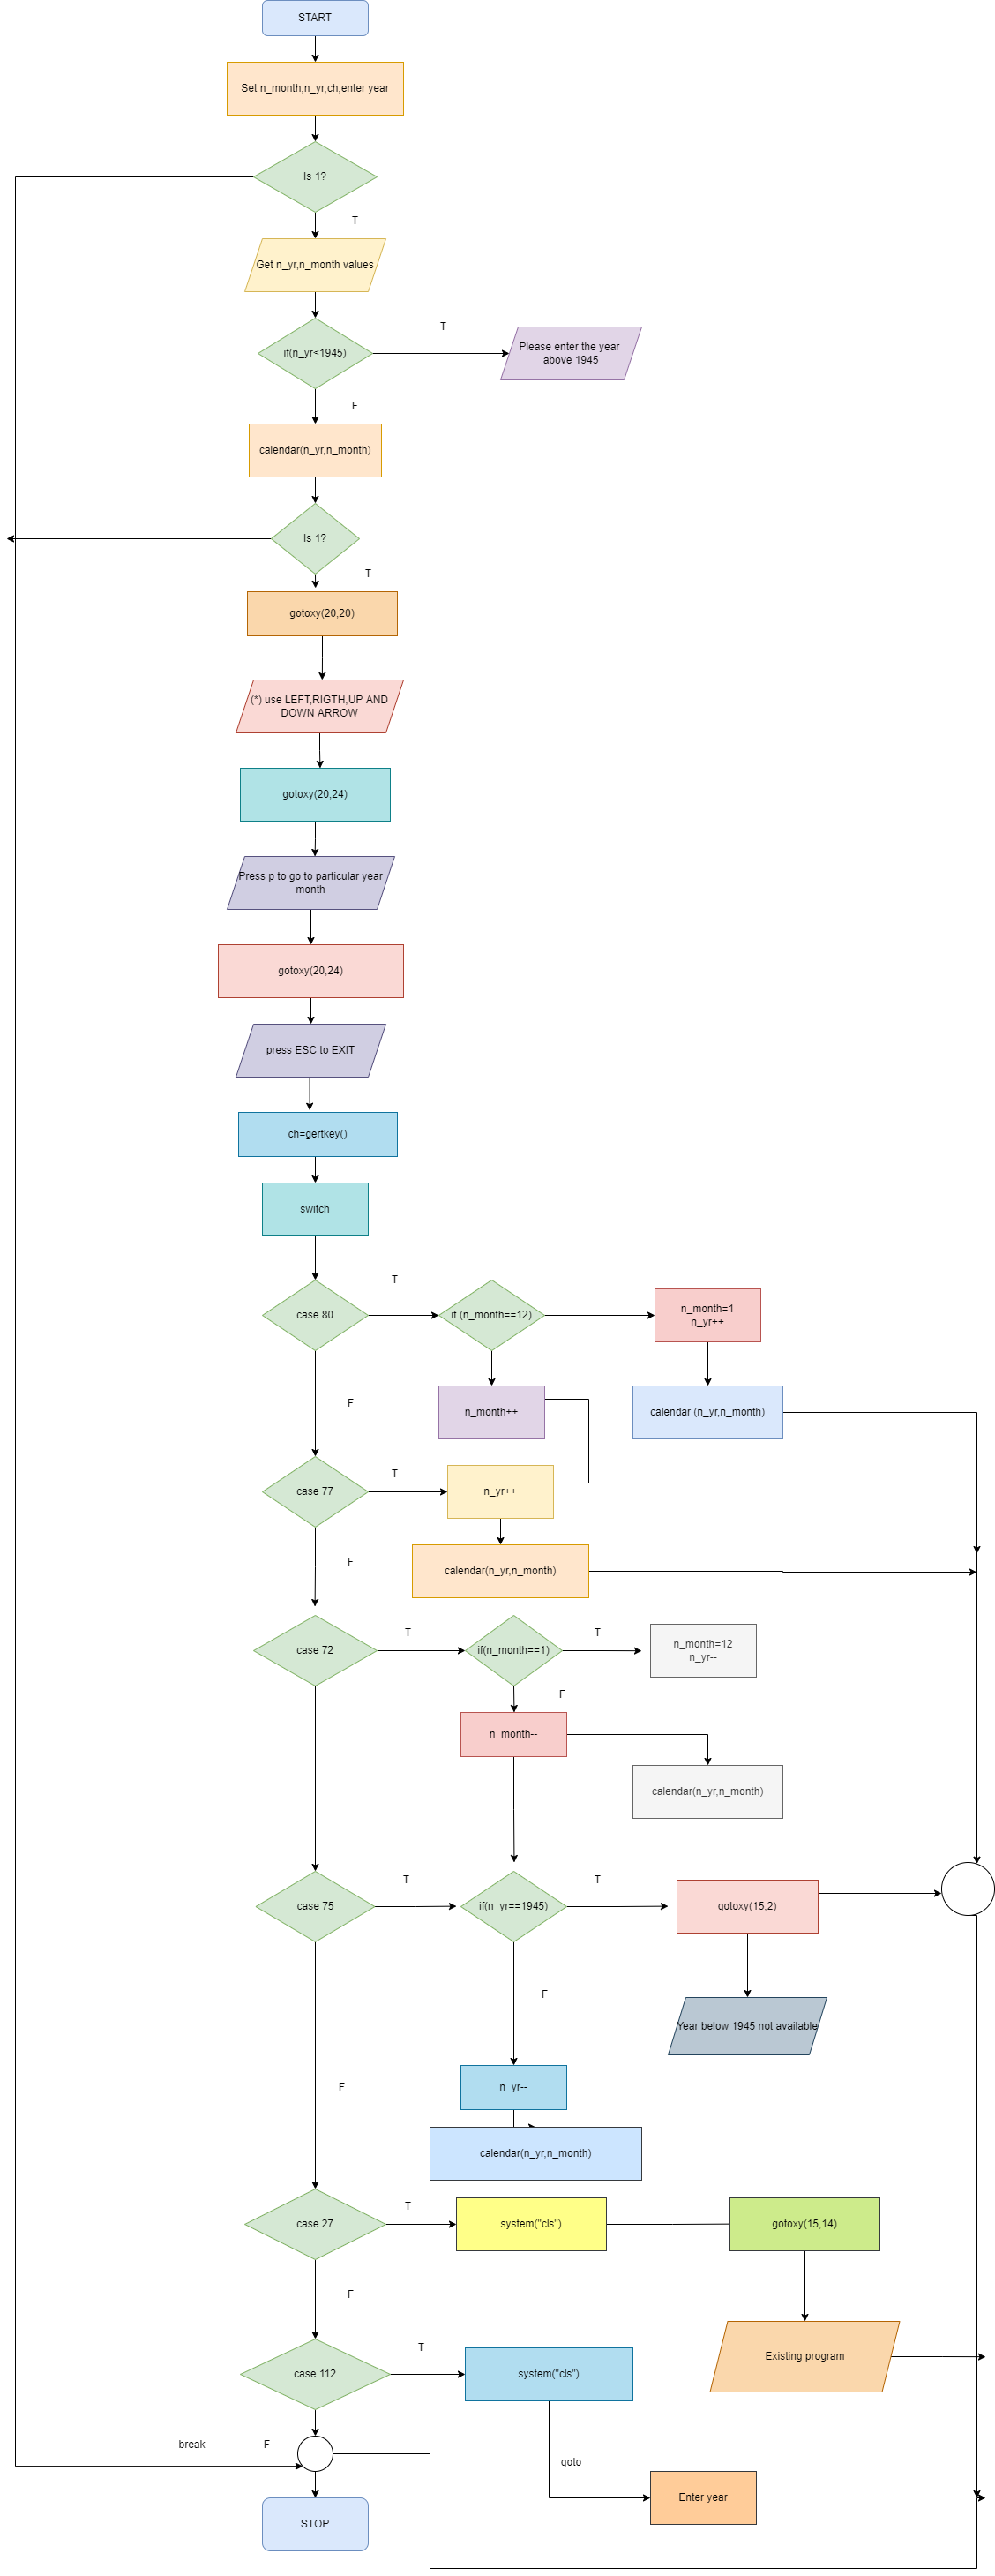 START
Set n_month,n_yr,ch,enter year
Is 1?
T
Get n_yr,n_month values
T
if(n_yr<1945)
Please enter the year
above 1945
F
calendar(n_yr,n_month)
Is 1?
T
gotoxy(20,20)
(*) use LEFT,RIGTH,UP AND
DOWN ARROW
gotoxy(20,24)
Press p to go to particular year
month
gotoxy(20,24)
press ESC to EXIT
ch=gertkey()
switch
T
case 80
if (n_month==12)
n_month=1
n_yr++
F
n_month++
calendar (n_yr,n_month)
T
case 77
n_yr++
F
calendar(n_yr,n_month)
T
T
case 72
if(n_month==1)
n_month=12
n_yr--
F
n_month--
calendar(n_yr,n_month)
T
T
case 75
if(n_yr==1945)
gotoxy(15,2)
F
Year below 1945 not available
F
n_yr--
calendar(n_yr,n_month)
T
case 27
system("cls")
gotoxy(15,14)
F
T
Existing program
case 112
system("cls")
break
F
goto
Enter year
STOP